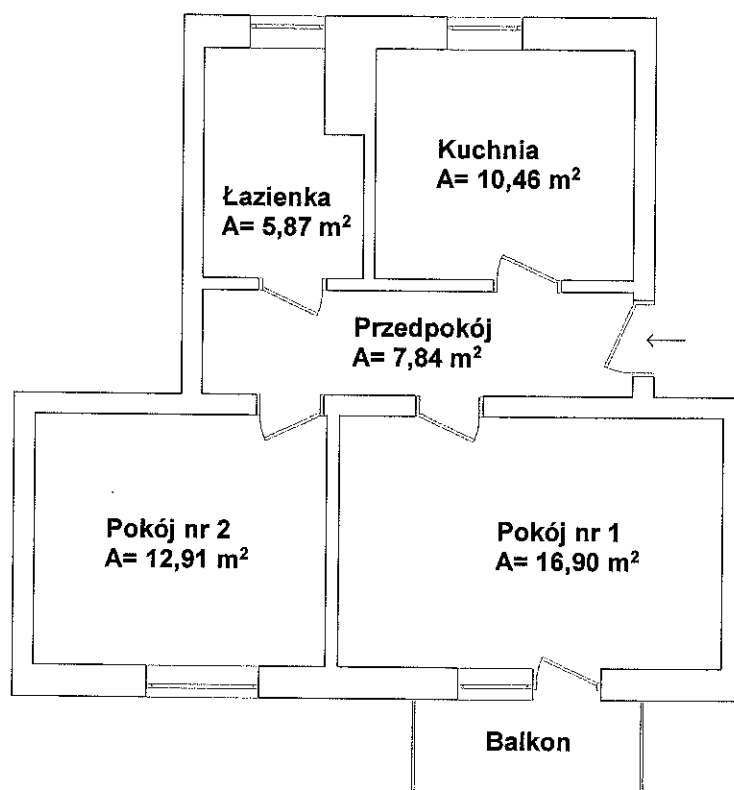 Kuchnia
A= 10,46 m²
Łazienka
A= 5,87 m²
Przedpokój
A= 7,84 m²
Pokój nr 2
A= 12,91 m²
Pokój nr 1
A= 16,90 m²
Balkon